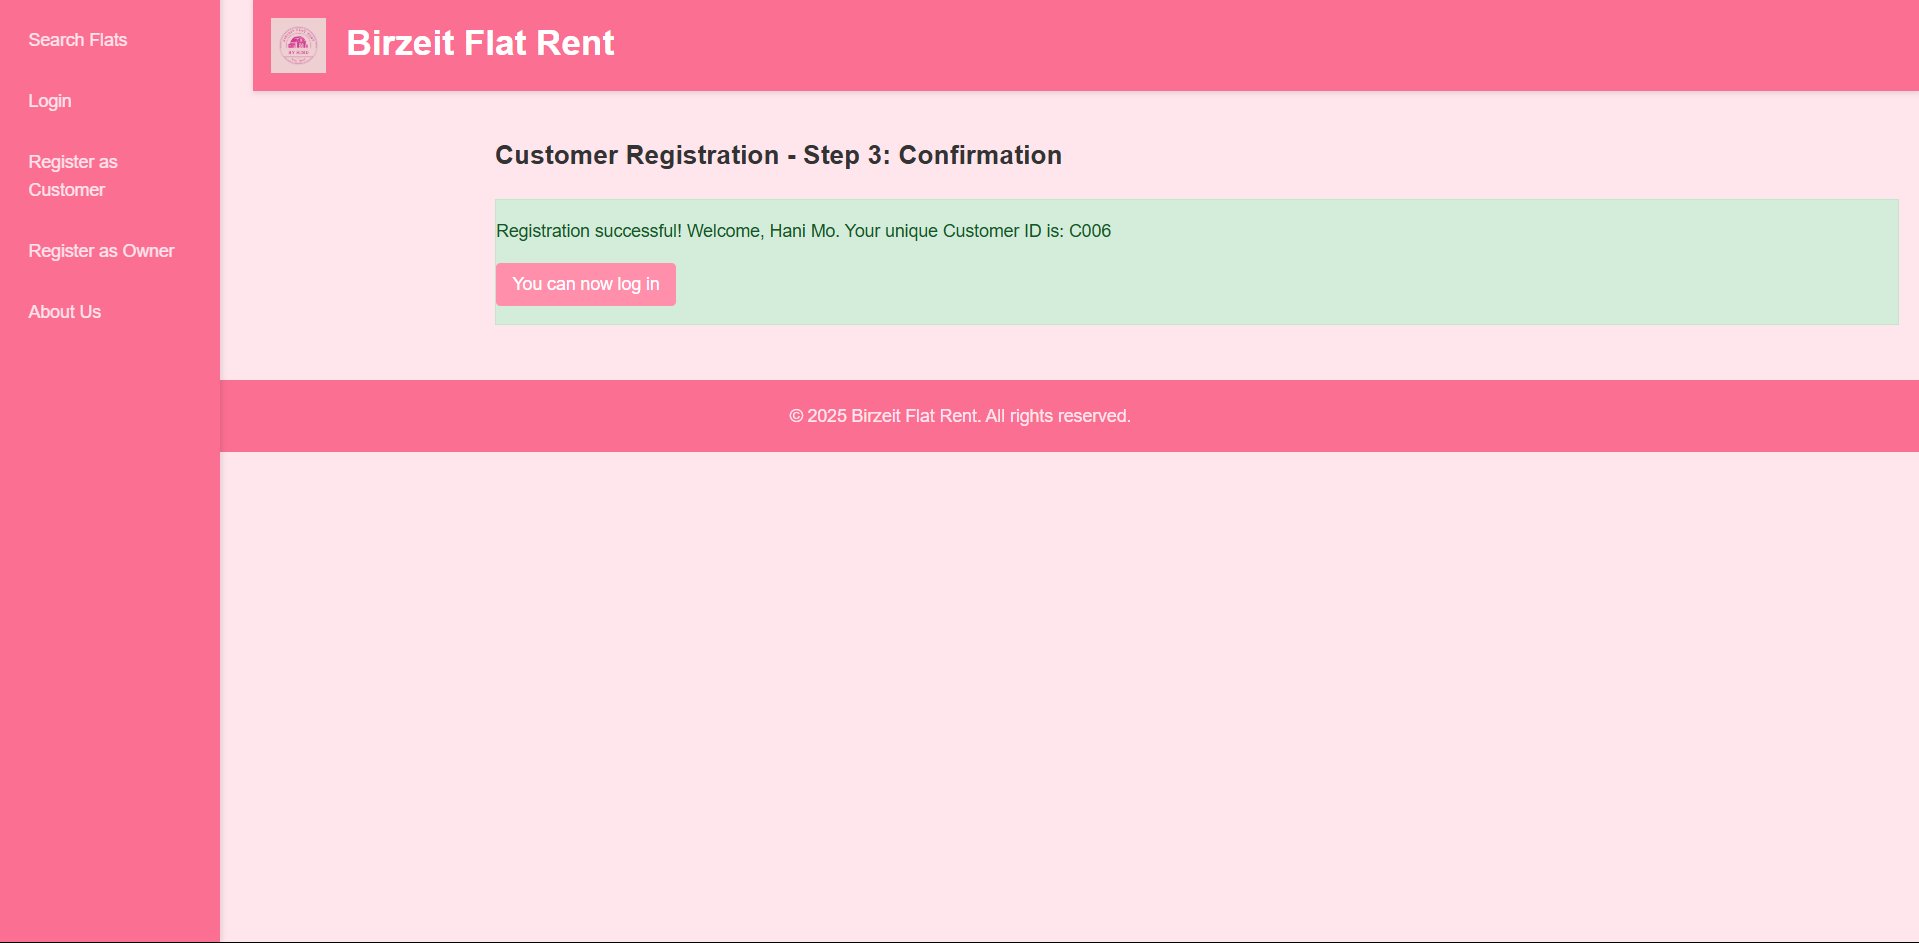 Search Flats
Login
Register as
Customer
Register as Owner
About Us
Birzeit Flat Rent
Customer Registration - Step 3: Confirmation
Registration successful! Welcome, Hani Mo. Your unique Customer ID is: C006
You can now log in
© 2025 Birzeit Flat Rent. All rights reserved.